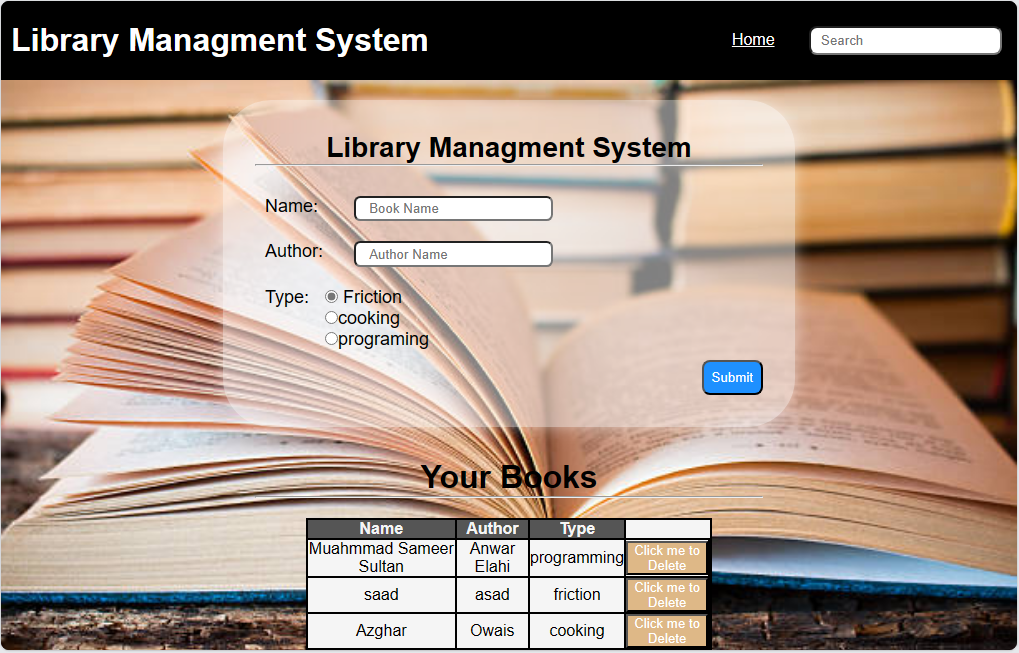 Library Managment System
Home
Search
Library Managment System
Name: Book Name
Author: Author Name
Type: Friction
cooking
programing
Submit
Your Books
Name Author Type
Muahmmad Sameer Sultan Anwar Elahi programming Click me to Delete
saad asad friction Click me to Delete
Azghar Owais cooking Click me to Delete